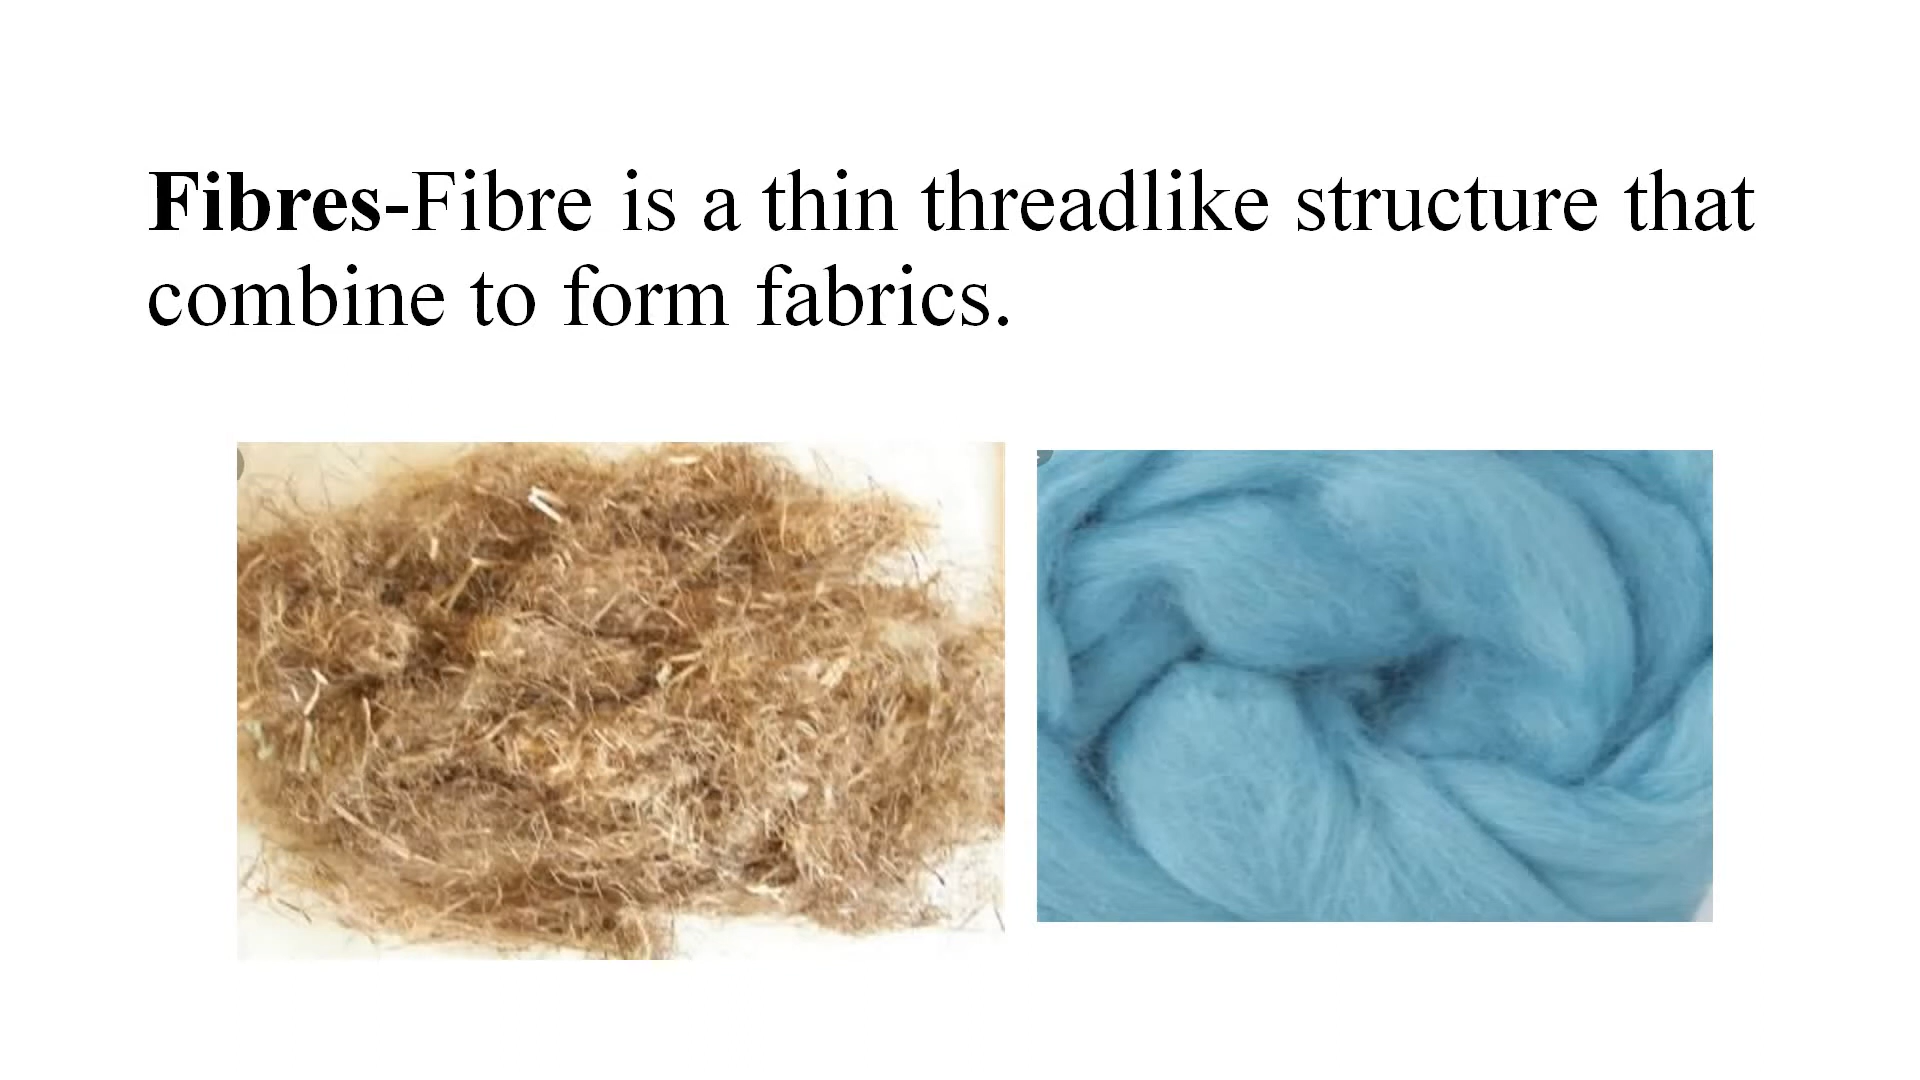 Fibres-Fibre is a thin threadlike structure that
combine to form fabrics.